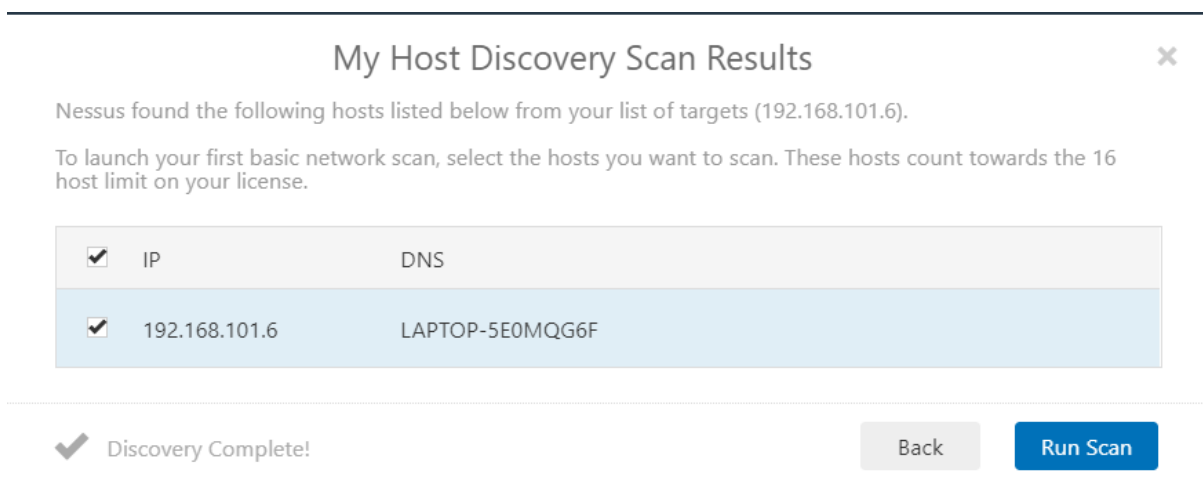 My Host Discovery Scan Results
Nessus found the following hosts listed below from your list of targets (192.168.101.6).
To launch your first basic network scan, select the hosts you want to scan. These hosts count towards the 16
host limit on your license.
IP DNS
192.168.101.6 LAPTOP-5E0MQG6F
Discovery Complete! Back Run Scan